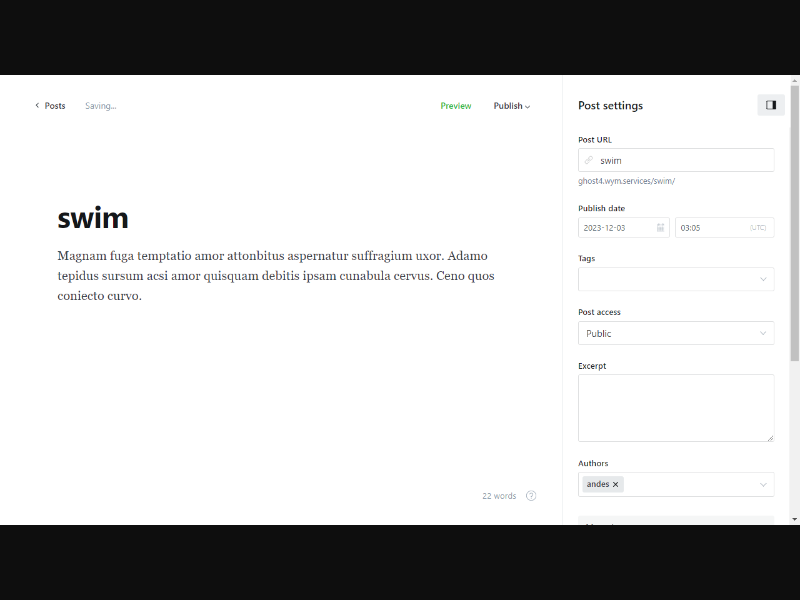 Posts
Saving...
Preview
Publish
Post settings
Post URL
swim
ghost4.wym.services/swim/
Publish date
2023-12-03
03:05
(UTC)
Tags
Post access
Public
Excerpt
Authors
andes ×
swim
Magnam fuga temptatio amor attonbitus aspernatur suffragium uxor. Adamo
tepidus sursum acsi amor quisquam debitis ipsam cunabula cervus. Ceno quos
coniecto curvo.
22 words
?